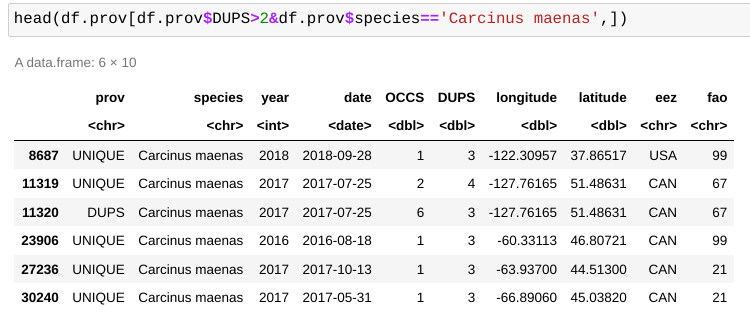 head(df.prov[df.prov$DUPS>2&df.prov$species=='Carcinus maenas',])
A data.frame: 6 × 10
prov species year date OCCS DUPS longitude latitude eez fao
<chr> <chr> <int> <date> <dbl> <dbl> <dbl> <dbl> <chr> <chr>
8687 UNIQUE Carcinus maenas 2018 2018-09-28 1 3 -122.30957 37.86517 USA 99
11319 UNIQUE Carcinus maenas 2017 2017-07-25 2 4 -127.76165 51.48631 CAN 67
11320 DUPS Carcinus maenas 2017 2017-07-25 6 3 -127.76165 51.48631 CAN 67
23906 UNIQUE Carcinus maenas 2016 2016-08-18 1 3 -60.33113 46.80721 CAN 99
27236 UNIQUE Carcinus maenas 2017 2017-10-13 1 3 -63.93700 44.51300 CAN 21
30240 UNIQUE Carcinus maenas 2017 2017-05-31 1 3 -66.89060 45.03820 CAN 21